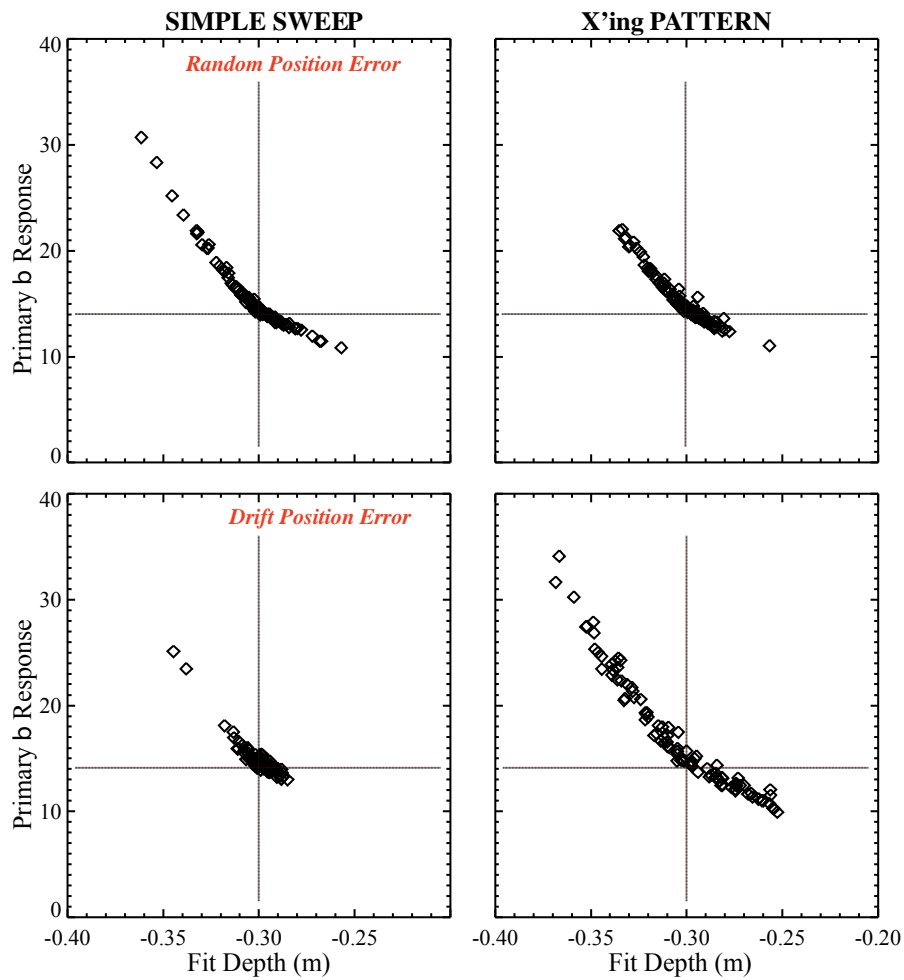 SIMPLE SWEEP X’ing PATTERN
40
Random Position Error
30
Primary b Response
20
10
0
40
Drift Position Error
30
Primary b Response
20
10
0
-0.40 -0.35 -0.30 -0.25 -0.40 -0.35 -0.30 -0.25 -0.20
Fit Depth (m) Fit Depth (m)